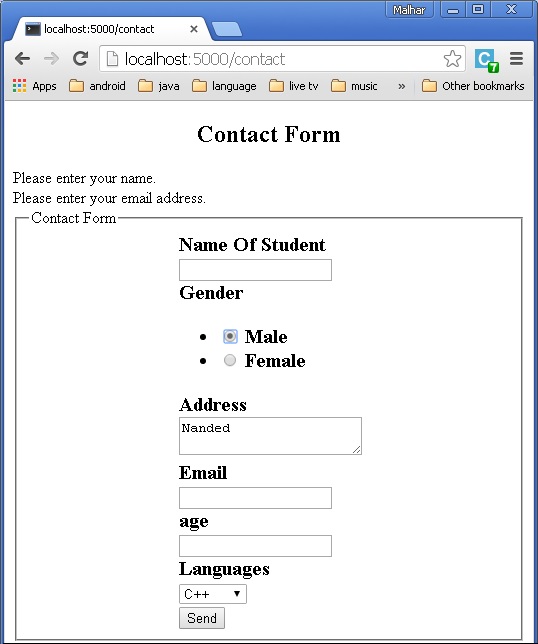 Malhar
localhost:5000/contact
localhost:5000/contact
Apps android java language live tv music » Other bookmarks
C 7
Contact Form
Please enter your name.
Please enter your email address.
Contact Form
Name Of Student
Gender
Male
Female
Address
Nanded
Email
age
Languages
C++
Send